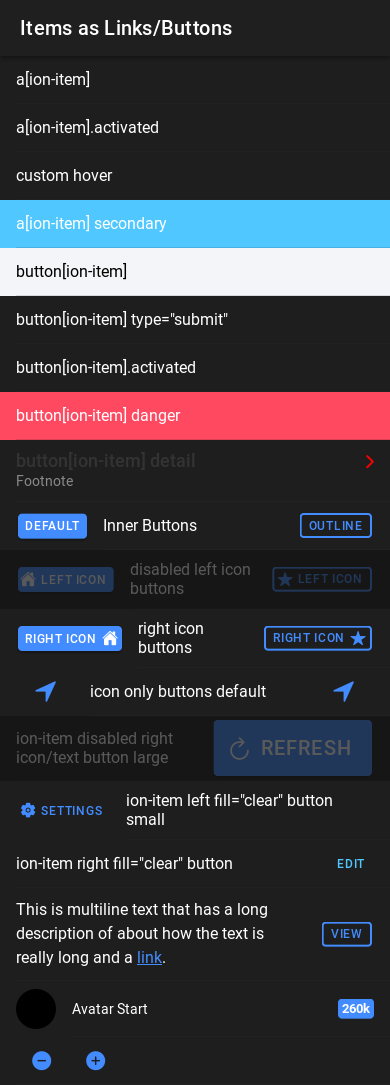 Items as Links/Buttons
a[ion-item]
a[ion-item].activated
custom hover
a[ion-item] secondary
button[ion-item]
button[ion-item] type="submit"
button[ion-item].activated
button[ion-item] danger
button[ion-item] detail
Footnote
DEFAULT Inner Buttons OUTLINE
LEFT ICON disabled left icon buttons LEFT ICON
RIGHT ICON right icon buttons RIGHT ICON
icon only buttons default
ion-item disabled right
icon/text button large
REFRESH
SETTINGS
ion-item left fill="clear" button
small
ion-item right fill="clear" button EDIT
This is multiline text that has a long
description of about how the text is
really long and a link.
VIEW
Avatar Start 260k